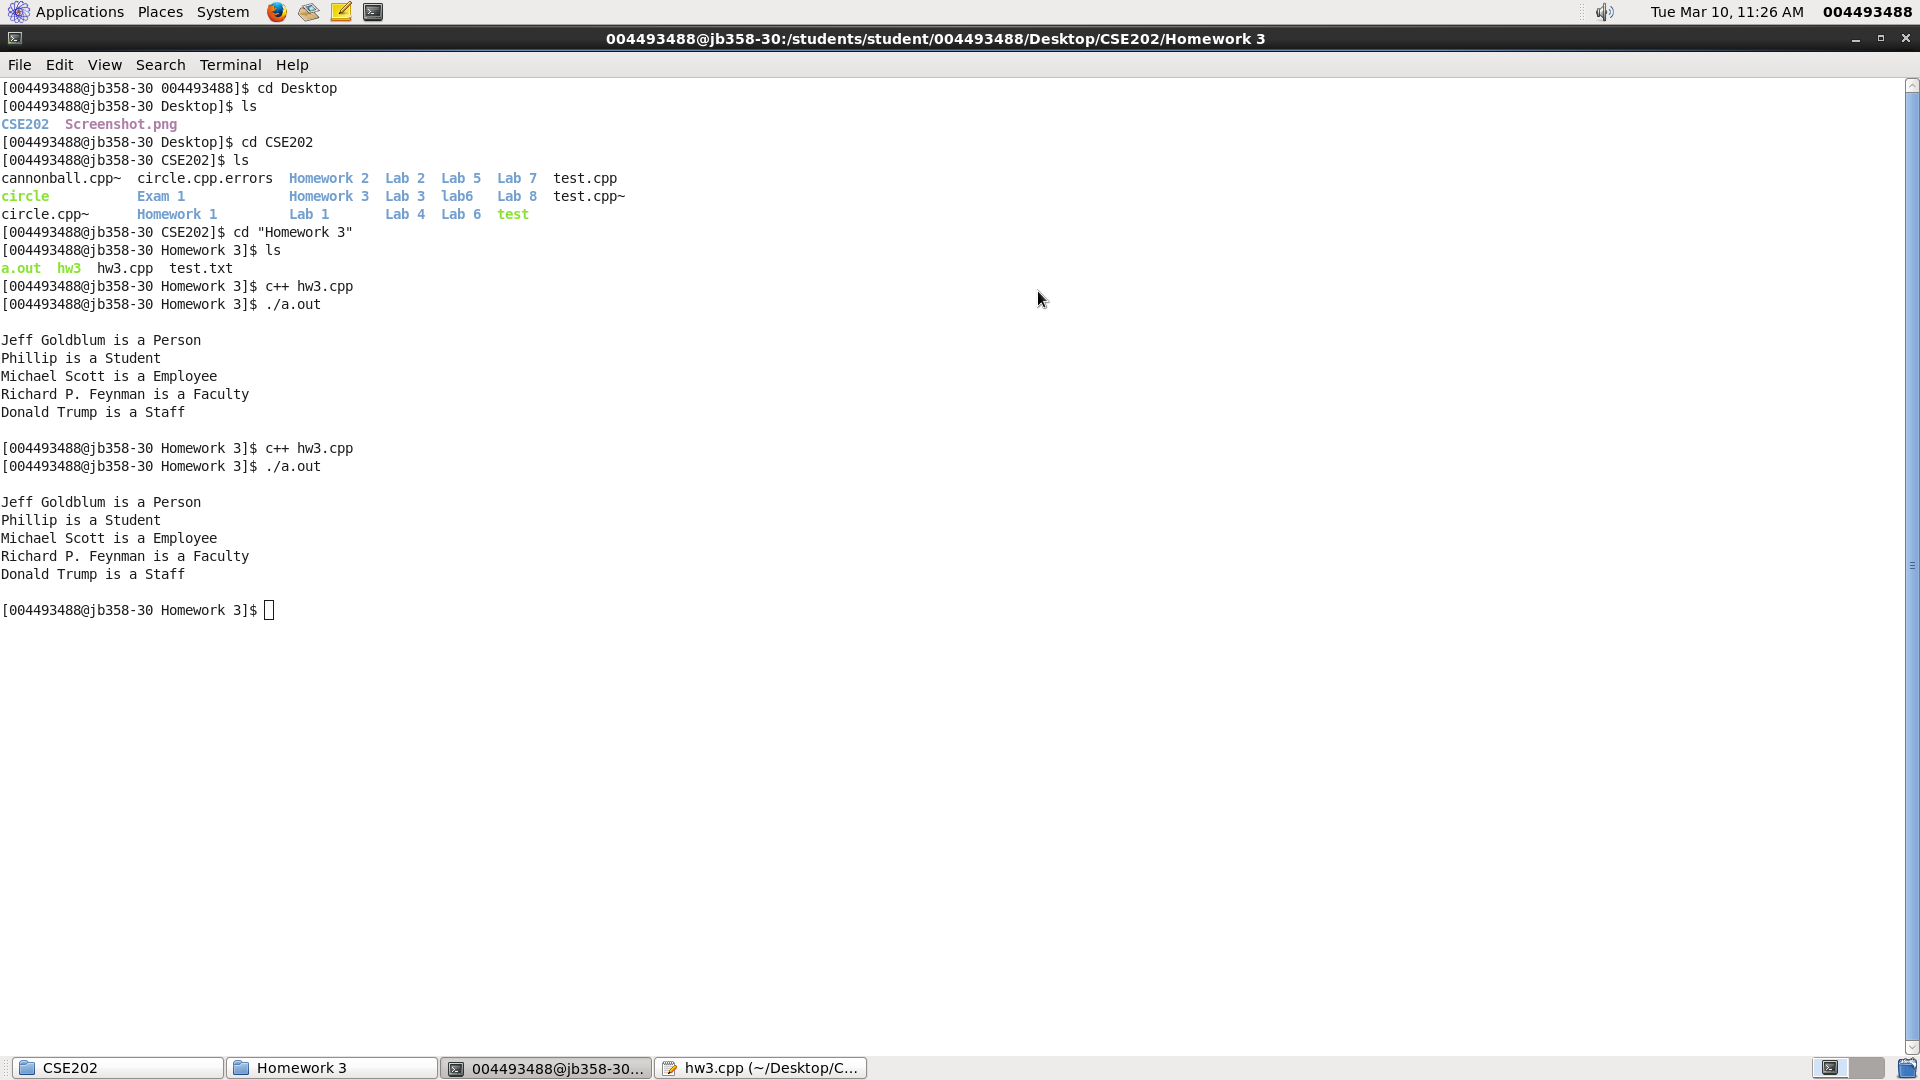 Applications Places System Tue Mar 10, 11:26 AM 004493488
004493488@jb358-30:/students/student/004493488/Desktop/CSE202/Homework 3
File Edit View Search Terminal Help
[004493488@jb358-30 004493488]$ cd Desktop
[004493488@jb358-30 Desktop]$ ls
CSE202  Screenshot.png
[004493488@jb358-30 Desktop]$ cd CSE202
[004493488@jb358-30 CSE202]$ ls
cannonball.cpp~  circle.cpp.errors  Homework 2  Lab 2  Lab 5  Lab 7  test.cpp
circle           Exam 1             Homework 3  Lab 3  lab6   Lab 8  test.cpp~
circle.cpp~      Homework 1         Lab 1       Lab 4  Lab 6  test
[004493488@jb358-30 CSE202]$ cd "Homework 3"
[004493488@jb358-30 Homework 3]$ ls
a.out  hw3  hw3.cpp  test.txt
[004493488@jb358-30 Homework 3]$ c++ hw3.cpp
[004493488@jb358-30 Homework 3]$ ./a.out
Jeff Goldblum is a Person
Phillip is a Student
Michael Scott is a Employee
Richard P. Feynman is a Faculty
Donald Trump is a Staff
[004493488@jb358-30 Homework 3]$ c++ hw3.cpp
[004493488@jb358-30 Homework 3]$ ./a.out
Jeff Goldblum is a Person
Phillip is a Student
Michael Scott is a Employee
Richard P. Feynman is a Faculty
Donald Trump is a Staff
[004493488@jb358-30 Homework 3]$
CSE202 Homework 3 004493488@jb358-30... hw3.cpp (~/Desktop/C...